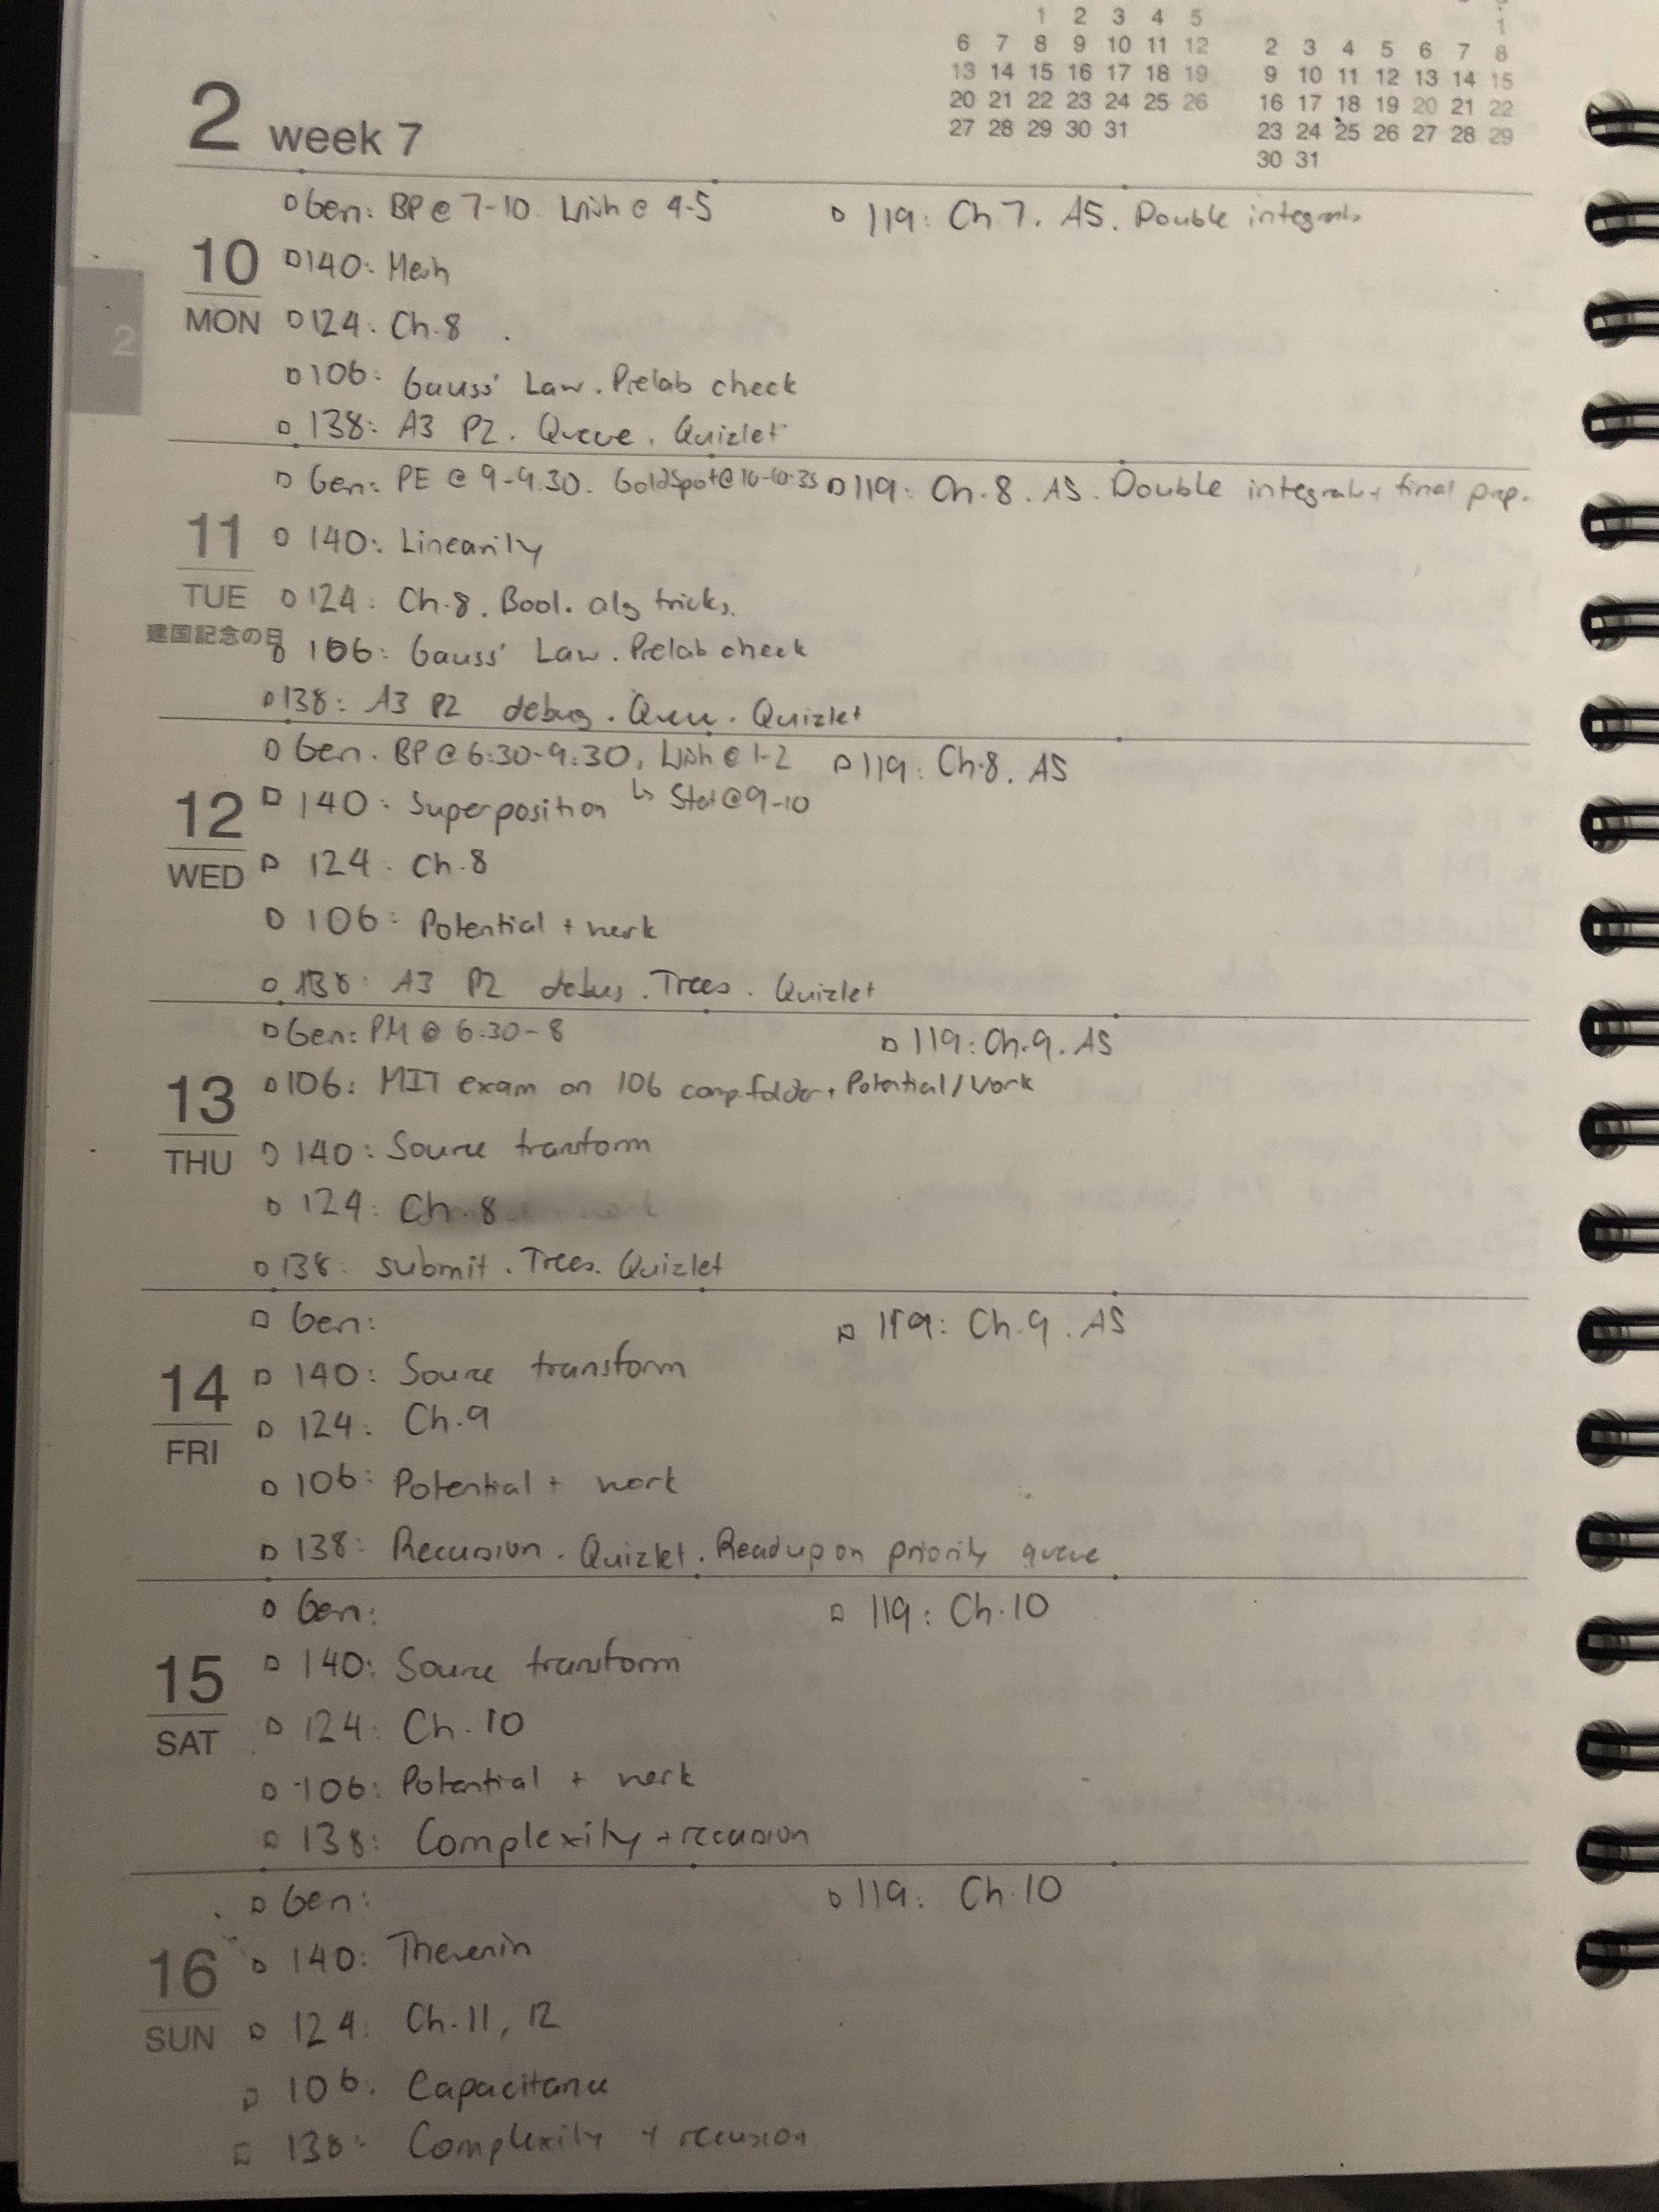 1 2 3 4 5
6 7 8 9 10 11 12
13 14 15 16 17 18 19
20 21 22 23 24 25 26
27 28 29 30 31
1
2 3 4 5 6 7 8
9 10 11 12 13 14 15
16 17 18 19 20 21 22
23 24 25 26 27 28 29
30 31
2 week 7
2
10
MON
Gen: BP @ 7-10. Wish @ 4-5
119: Ch 7. AS. Double integrals
140: Mesh
124: Ch.8
106: Gauss' Law. Prelab check
138: A3 P2. Queue. Quizlet
11
TUE
建国記念の日
Gen: PE @ 9-9:30. GoldSpot@10-10:35
119: Ch.8. AS. Double integrals + final prep.
140: Linearity
124: Ch.8. Bool. alg tricks.
106: Gauss' Law. Prelab check
138: A3 P2 debug. Queue. Quizlet
12
WED
Gen. BP @ 6:30-9:30, Wish @ 1-2
119: Ch.8. AS
140: Superposition ↳ Stat@9-10
124: Ch.8
106: Potential + work
138: A3 P2 debug. Trees. Quizlet
13
THU
Gen: PM @ 6:30-8
119: Ch.9. AS
106: MIT exam on 106 comp folder + Potential/Work
140: Source transform
124: Ch.8
138: submit. Trees. Quizlet
14
FRI
Gen:
119: Ch.9. AS
140: Source transform
124: Ch.9
106: Potential + work
138: Recursion. Quizlet. Read up on priority queue
15
SAT
Gen:
119: Ch.10
140: Source transform
124: Ch.10
106: Potential + work
138: Complexity + recursion
16
SUN
Gen:
119: Ch.10
140: Thevenin
124: Ch.11, 12
106: Capacitance
138: Complexity + recursion